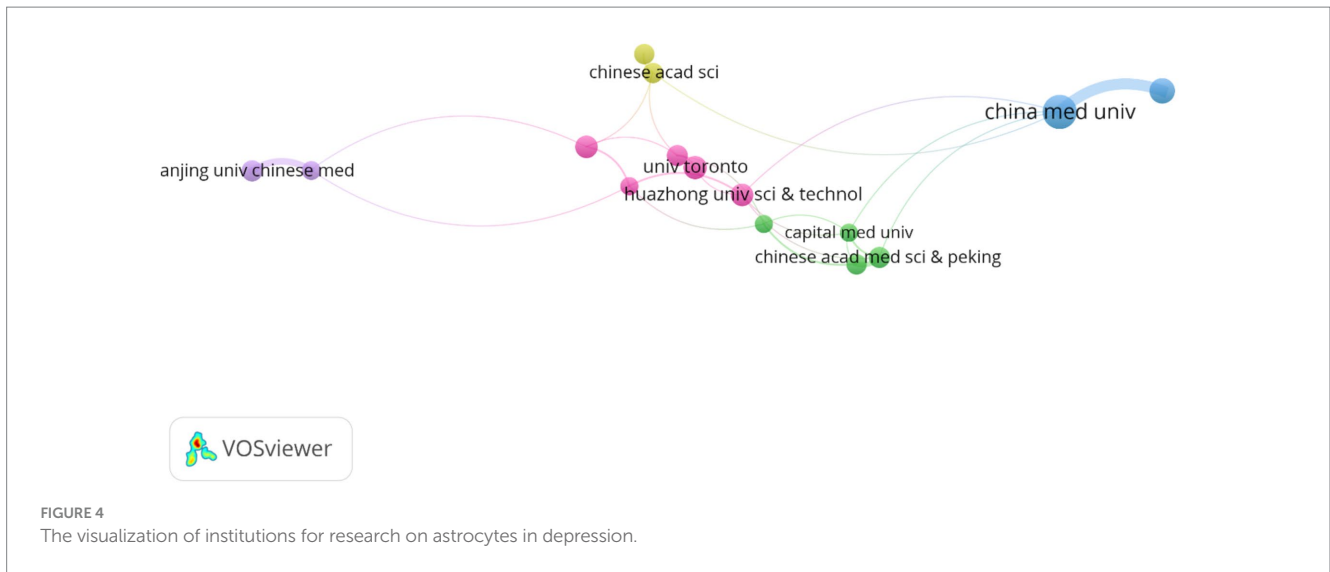 chinese acad sci
china med univ
anjing univ chinese med
univ toronto
huazhong univ sci & technol
capital med univ
chinese acad med sci & peking
VOSviewer
FIGURE 4
The visualization of institutions for research on astrocytes in depression.